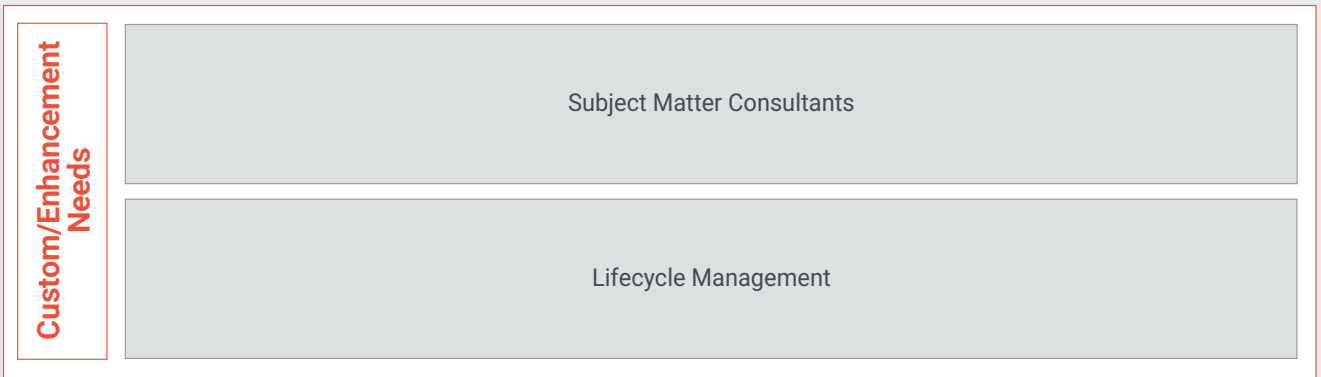 Custom/Enhancement
Needs
Subject Matter Consultants
Lifecycle Management